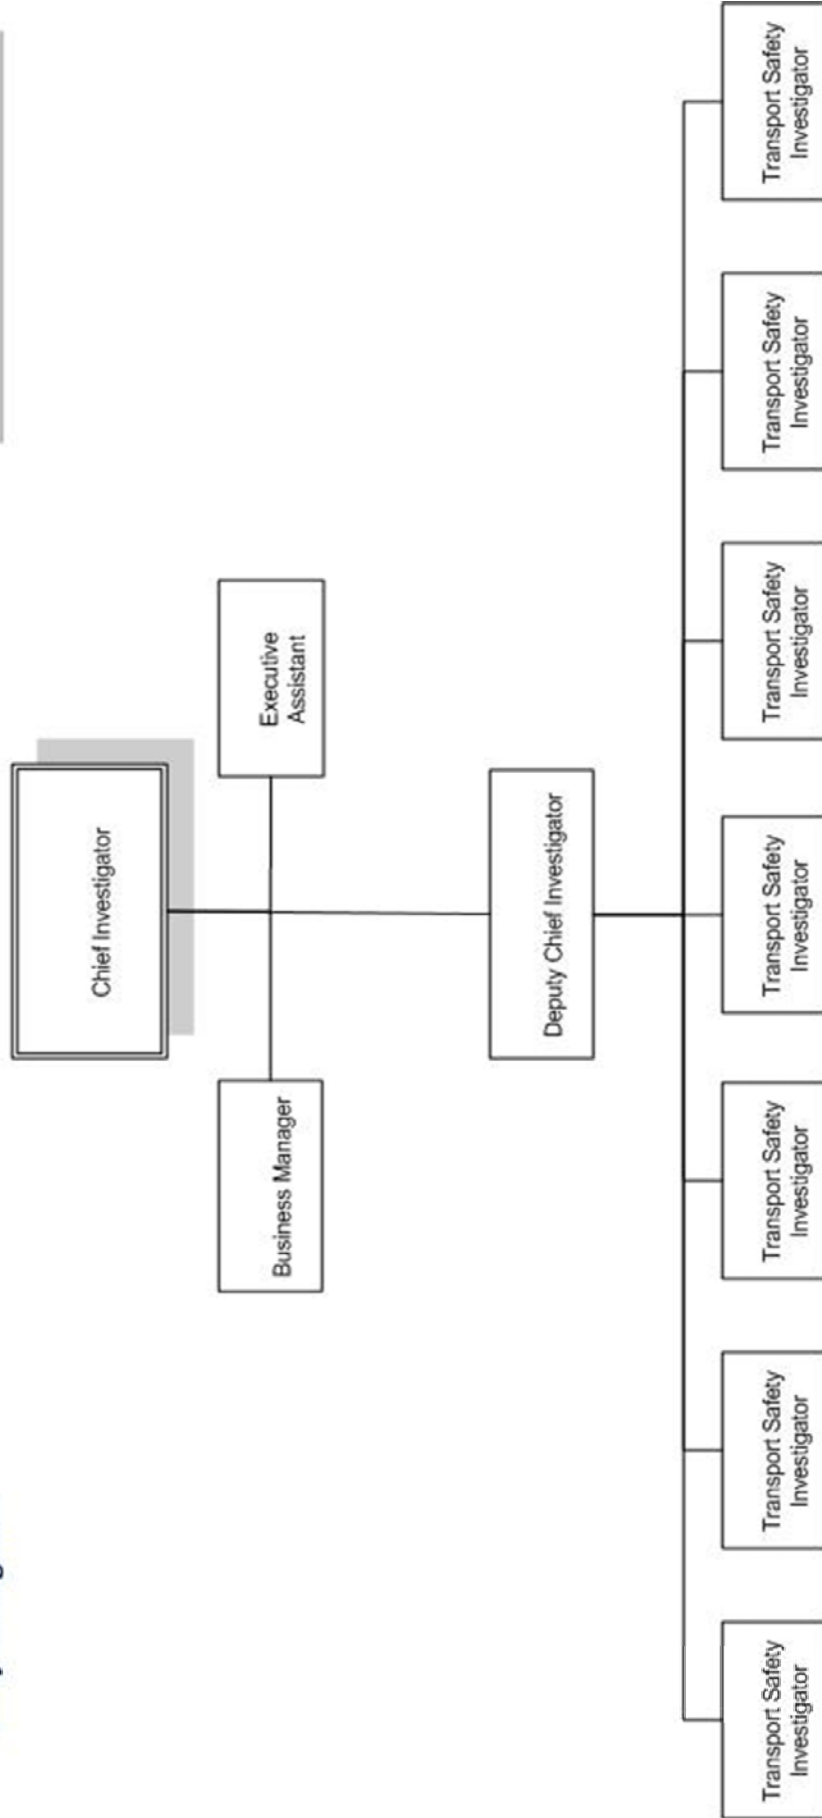 Chief Investigator
Business Manager
Executive
Assistant
Deputy Chief Investigator
Transport Safety
Investigator
Transport Safety
Investigator
Transport Safety
Investigator
Transport Safety
Investigator
Transport Safety
Investigator
Transport Safety
Investigator
Transport Safety
Investigator